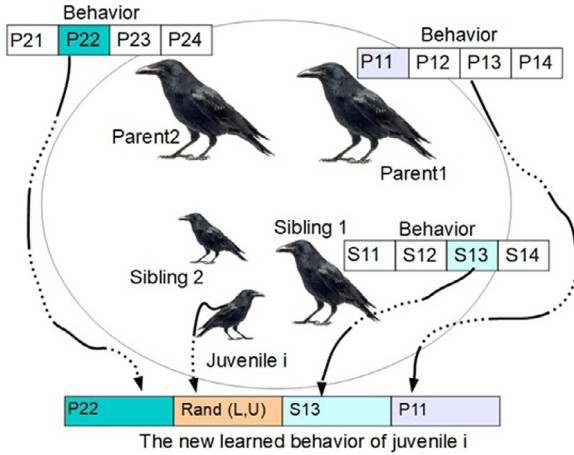 Behavior
P21 P22 P23 P24
Behavior
P11 P12 P13 P14
Parent2
Parent1
Sibling 1
Behavior
S11 S12 S13 S14
Sibling 2
Juvenile i
P22 Rand (L,U) S13 P11
The new learned behavior of juvenile i